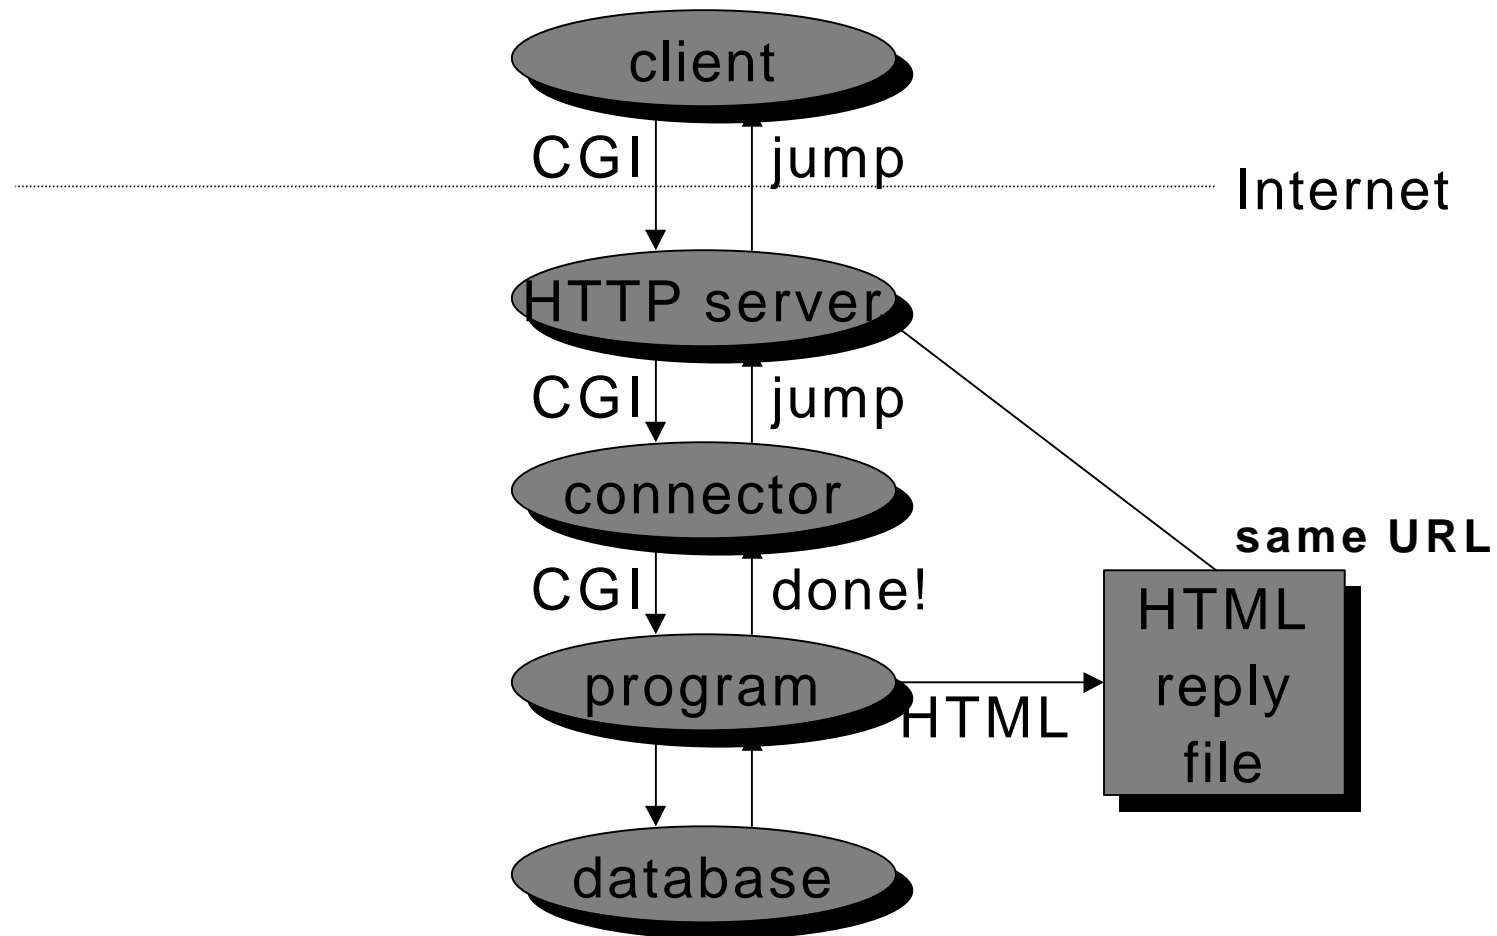 client
CGI jump
Internet
HTTP server
CGI jump
connector
same URL
CGI done!
HTML
reply
file
program
HTML
database